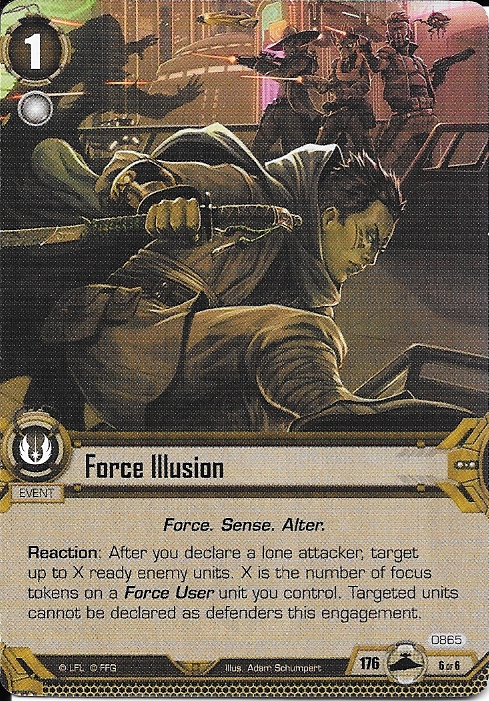 1
Force Illusion
EVENT
Force. Sense. Alter.
Reaction: After you declare a lone attacker, target
up to X ready enemy units. X is the number of focus
tokens on a Force User unit you control. Targeted units
cannot be declared as defenders this engagement.
0865
© LFL © FFG
Illus. Adam Schumpert
176
6 OF 6